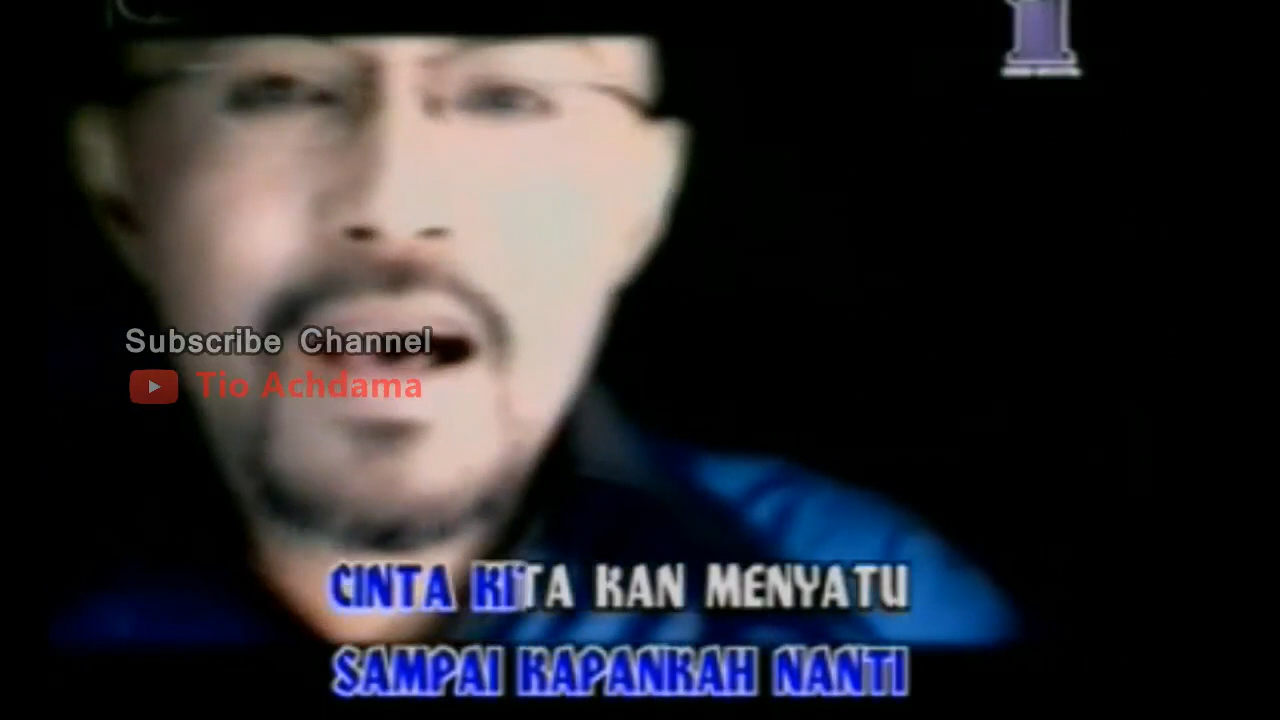 Subscribe Channel
Tio Achdama
CINTA KITA KAN MENYATU
SAMPAI KAPANKAH NANTI